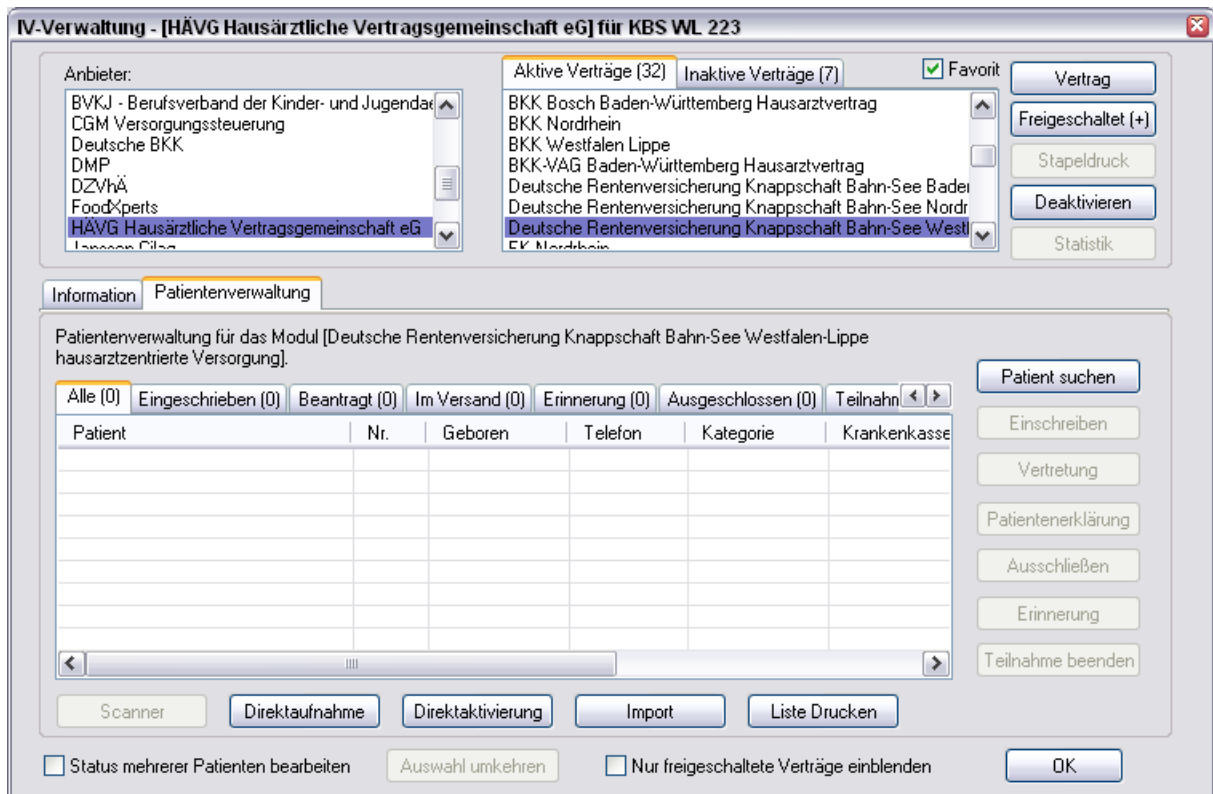 IV-Verwaltung - [HÄVG Hausärztliche Vertragsgemeinschaft eG] für KBS WL 223
Anbieter:
BVKJ - Berufsverband der Kinder- und Jugendae
CGM Versorgungssteuerung
Deutsche BKK
DMP
DZVhÄ
FoodXperts
HÄVG Hausärztliche Vertragsgemeinschaft eG
Janssen Cilag
Aktive Verträge (32) Inaktive Verträge (7)
Favorit
BKK Bosch Baden-Württemberg Hausarztvertrag
BKK Nordrhein
BKK Westfalen Lippe
BKK-VAG Baden-Württemberg Hausarztvertrag
Deutsche Rentenversicherung Knappschaft Bahn-See Bader
Deutsche Rentenversicherung Knappschaft Bahn-See Nordr
Deutsche Rentenversicherung Knappschaft Bahn-See Westl
EK Nordrhein
Vertrag
Freigeschaltet (+)
Stapeldruck
Deaktivieren
Statistik
Information Patientenverwaltung
Patientenverwaltung für das Modul [Deutsche Rentenversicherung Knappschaft Bahn-See Westfalen-Lippe
hausarztzentrierte Versorgung].
Alle (0) Eingeschrieben (0) Beantragt (0) Im Versand (0) Erinnerung (0) Ausgeschlossen (0) Teilnahn
Patient Nr. Geboren Telefon Kategorie Krankenkasse
Patient suchen
Einschreiben
Vertretung
Patientenerklärung
Ausschließen
Erinnerung
Teilnahme beenden
Scanner Direktaufnahme Direktaktivierung Import Liste Drucken
Status mehrerer Patienten bearbeiten Auswahl umkehren Nur freigeschaltete Verträge einblenden OK